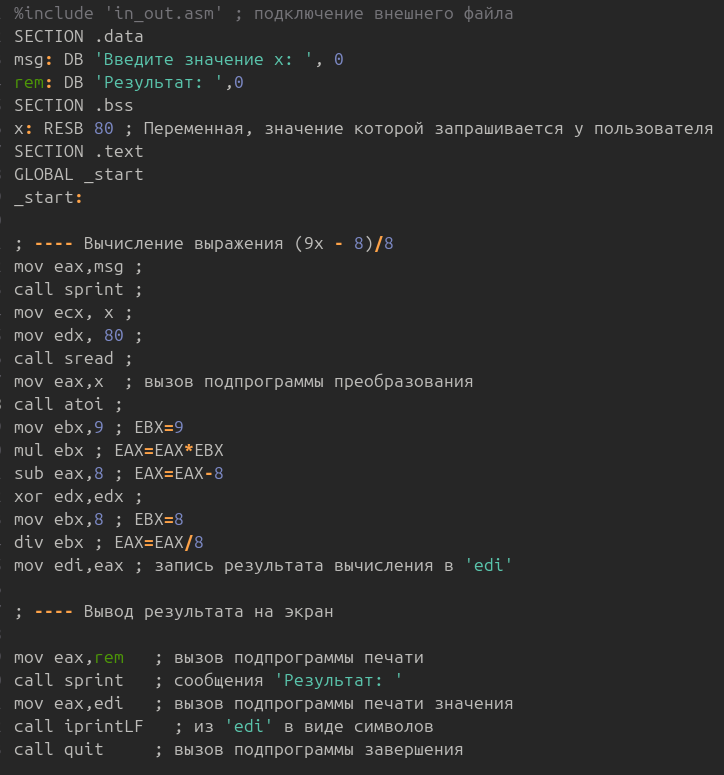 %include 'in_out.asm' ; подключение внешнего файла
SECTION .data
msg: DB 'Введите значение x: ', 0
rem: DB 'Результат: ',0
SECTION .bss
x: RESB 80 ; Переменная, значение которой запрашивается у пользователя
SECTION .text
GLOBAL _start
_start:
; ---- Вычисление выражения (9x - 8)/8
mov eax,msg ;
call sprint ;
mov ecx, x ;
mov edx, 80 ;
call sread ;
mov eax,x  ; вызов подпрограммы преобразования
call atoi ;
mov ebx,9 ; EBX=9
mul ebx ; EAX=EAX*EBX
sub eax,8 ; EAX=EAX-8
xor edx,edx ;
mov ebx,8 ; EBX=8
div ebx ; EAX=EAX/8
mov edi,eax ; запись результата вычисления в 'edi'
; ---- Вывод результата на экран
mov eax,rem   ; вызов подпрограммы печати
call sprint   ; сообщения 'Результат: '
mov eax,edi   ; вызов подпрограммы печати значения
call iprintLF   ; из 'edi' в виде символов
call quit     ; вызов подпрограммы завершения